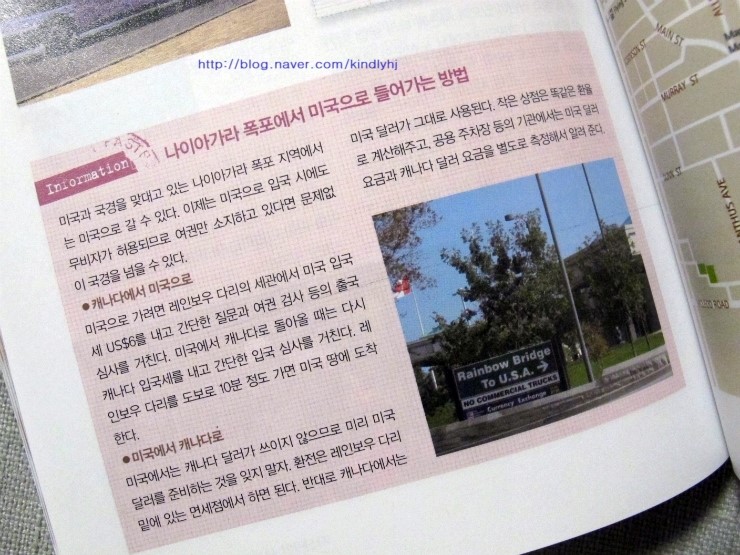 http://blog.naver.com/kindlyhj
Information
나이아가라 폭포에서 미국으로 들어가는 방법
미국과 국경을 맞대고 있는 나이아가라 폭포 지역에서
는 미국으로 갈 수 있다. 이제는 미국으로 입국 시에도
무비자가 허용되므로 여권만 소지하고 있다면 문제없
이 국경을 넘을 수 있다.
●캐나다에서 미국으로
미국으로 가려면 레인보우 다리의 세관에서 미국 입국
세 US$6를 내고 간단한 질문과 여권 검사 등의 출국
심사를 거친다. 미국에서 캐나다로 돌아올 때는 다시
캐나다 입국세를 내고 간단한 입국 심사를 거친다. 레
인보우 다리를 도보로 10분 정도 가면 미국 땅에 도착
한다.
●미국에서 캐나다로
미국에서는 캐나다 달러가 쓰이지 않으므로 미리 미국
달러를 준비하는 것을 잊지 말자. 환전은 레인보우 다리
밑에 있는 면세점에서 하면 된다. 반대로 캐나다에서는
미국 달러가 그대로 사용된다. 작은 상점은 똑같은 환율
로 계산해주고, 공용 주차장 등의 기관에서는 미국 달러
요금과 캐나다 달러 요금을 별도로 측정해서 알려 준다.
Rainbow Bridge
To U.S.A. →
NO COMMERCIAL TRUCKS
Currency Exchange
MAIN ST
MURRAY ST
ROAD